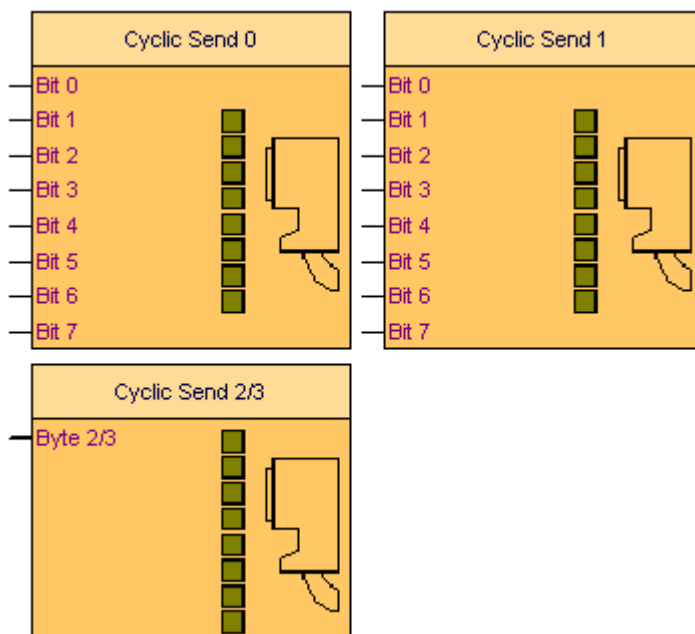 Cyclic Send 0
Bit 0
Bit 1
Bit 2
Bit 3
Bit 4
Bit 5
Bit 6
Bit 7
Cyclic Send 1
Bit 0
Bit 1
Bit 2
Bit 3
Bit 4
Bit 5
Bit 6
Bit 7
Cyclic Send 2/3
Byte 2/3